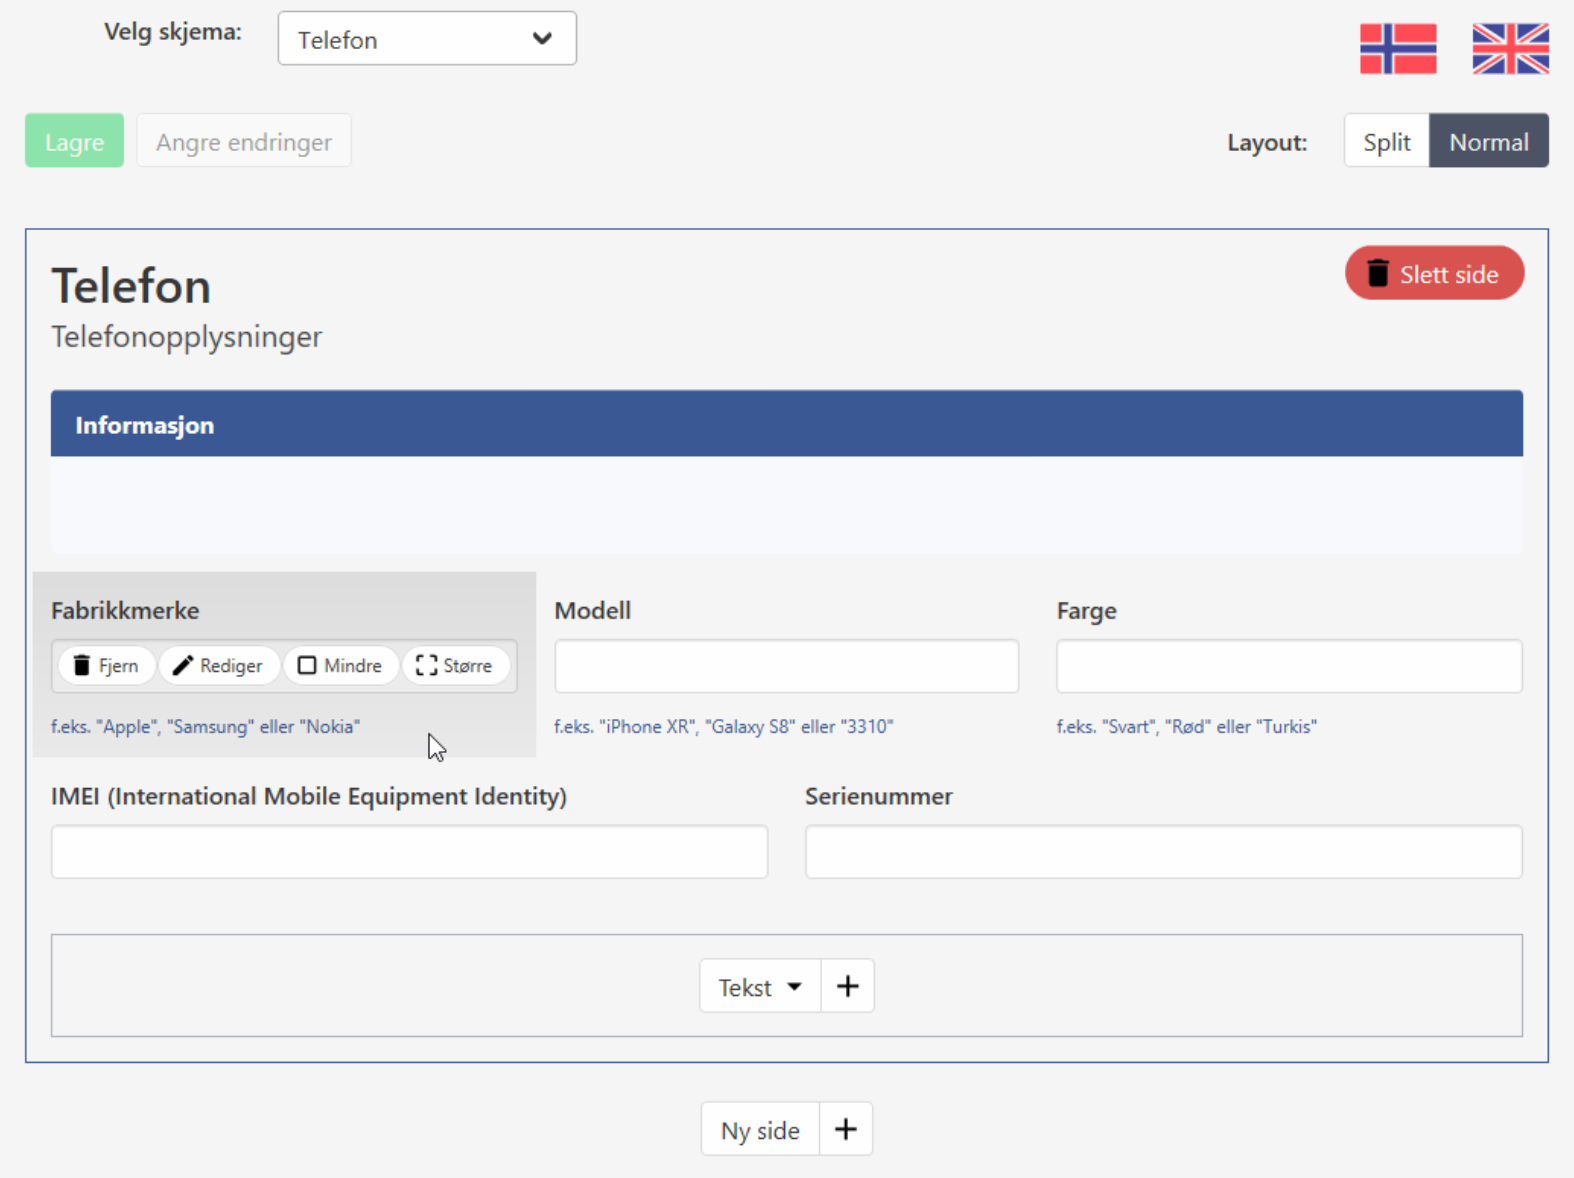 Velg skjema:
Telefon
Lagre
Angre endringer
Layout:
Split
Normal
Telefon
Slett side
Telefonopplysninger
Informasjon
Fabrikkmerke
Modell
Farge
Fjern
Rediger
Mindre
Større
f.eks. "Apple", "Samsung" eller "Nokia"
f.eks. "iPhone XR", "Galaxy S8" eller "3310"
f.eks. "Svart", "Rød" eller "Turkis"
IMEI (International Mobile Equipment Identity)
Serienummer
Tekst
Ny side